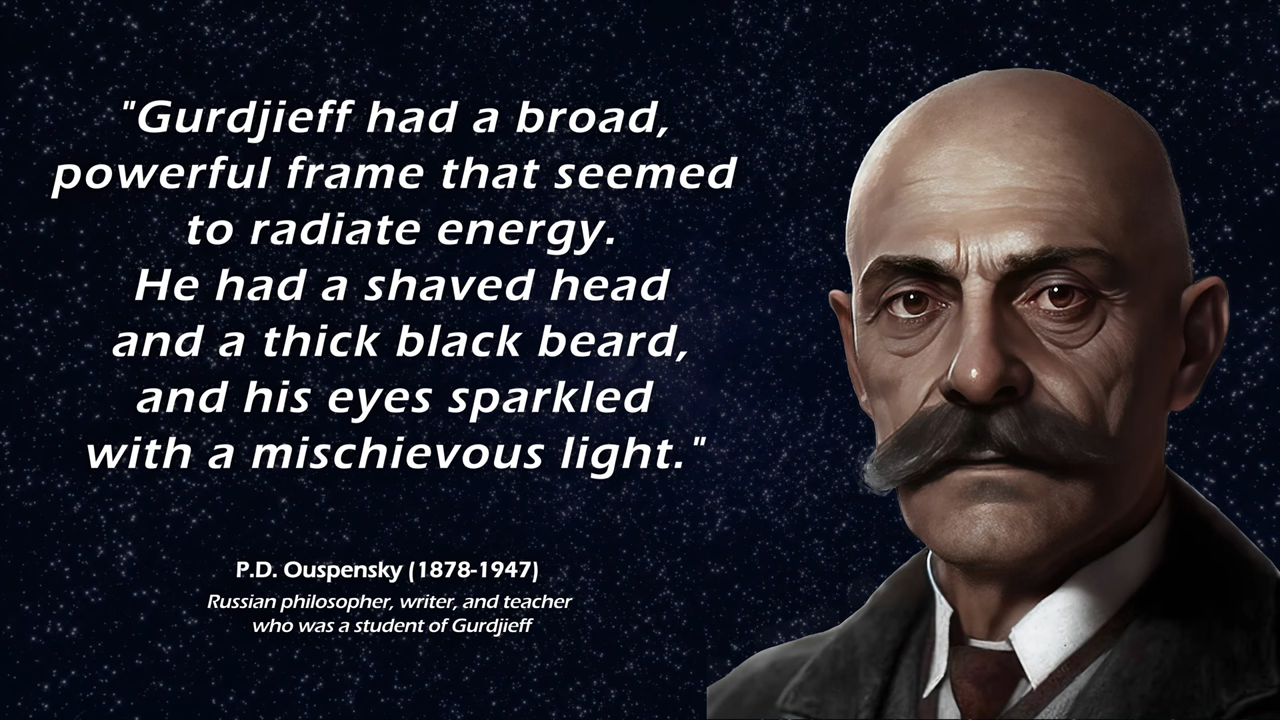 "Gurdjieff had a broad,
powerful frame that seemed
to radiate energy.
He had a shaved head
and a thick black beard,
and his eyes sparkled
with a mischievous light."
P.D. Ouspensky (1878-1947)
Russian philosopher, writer, and teacher
who was a student of Gurdjieff